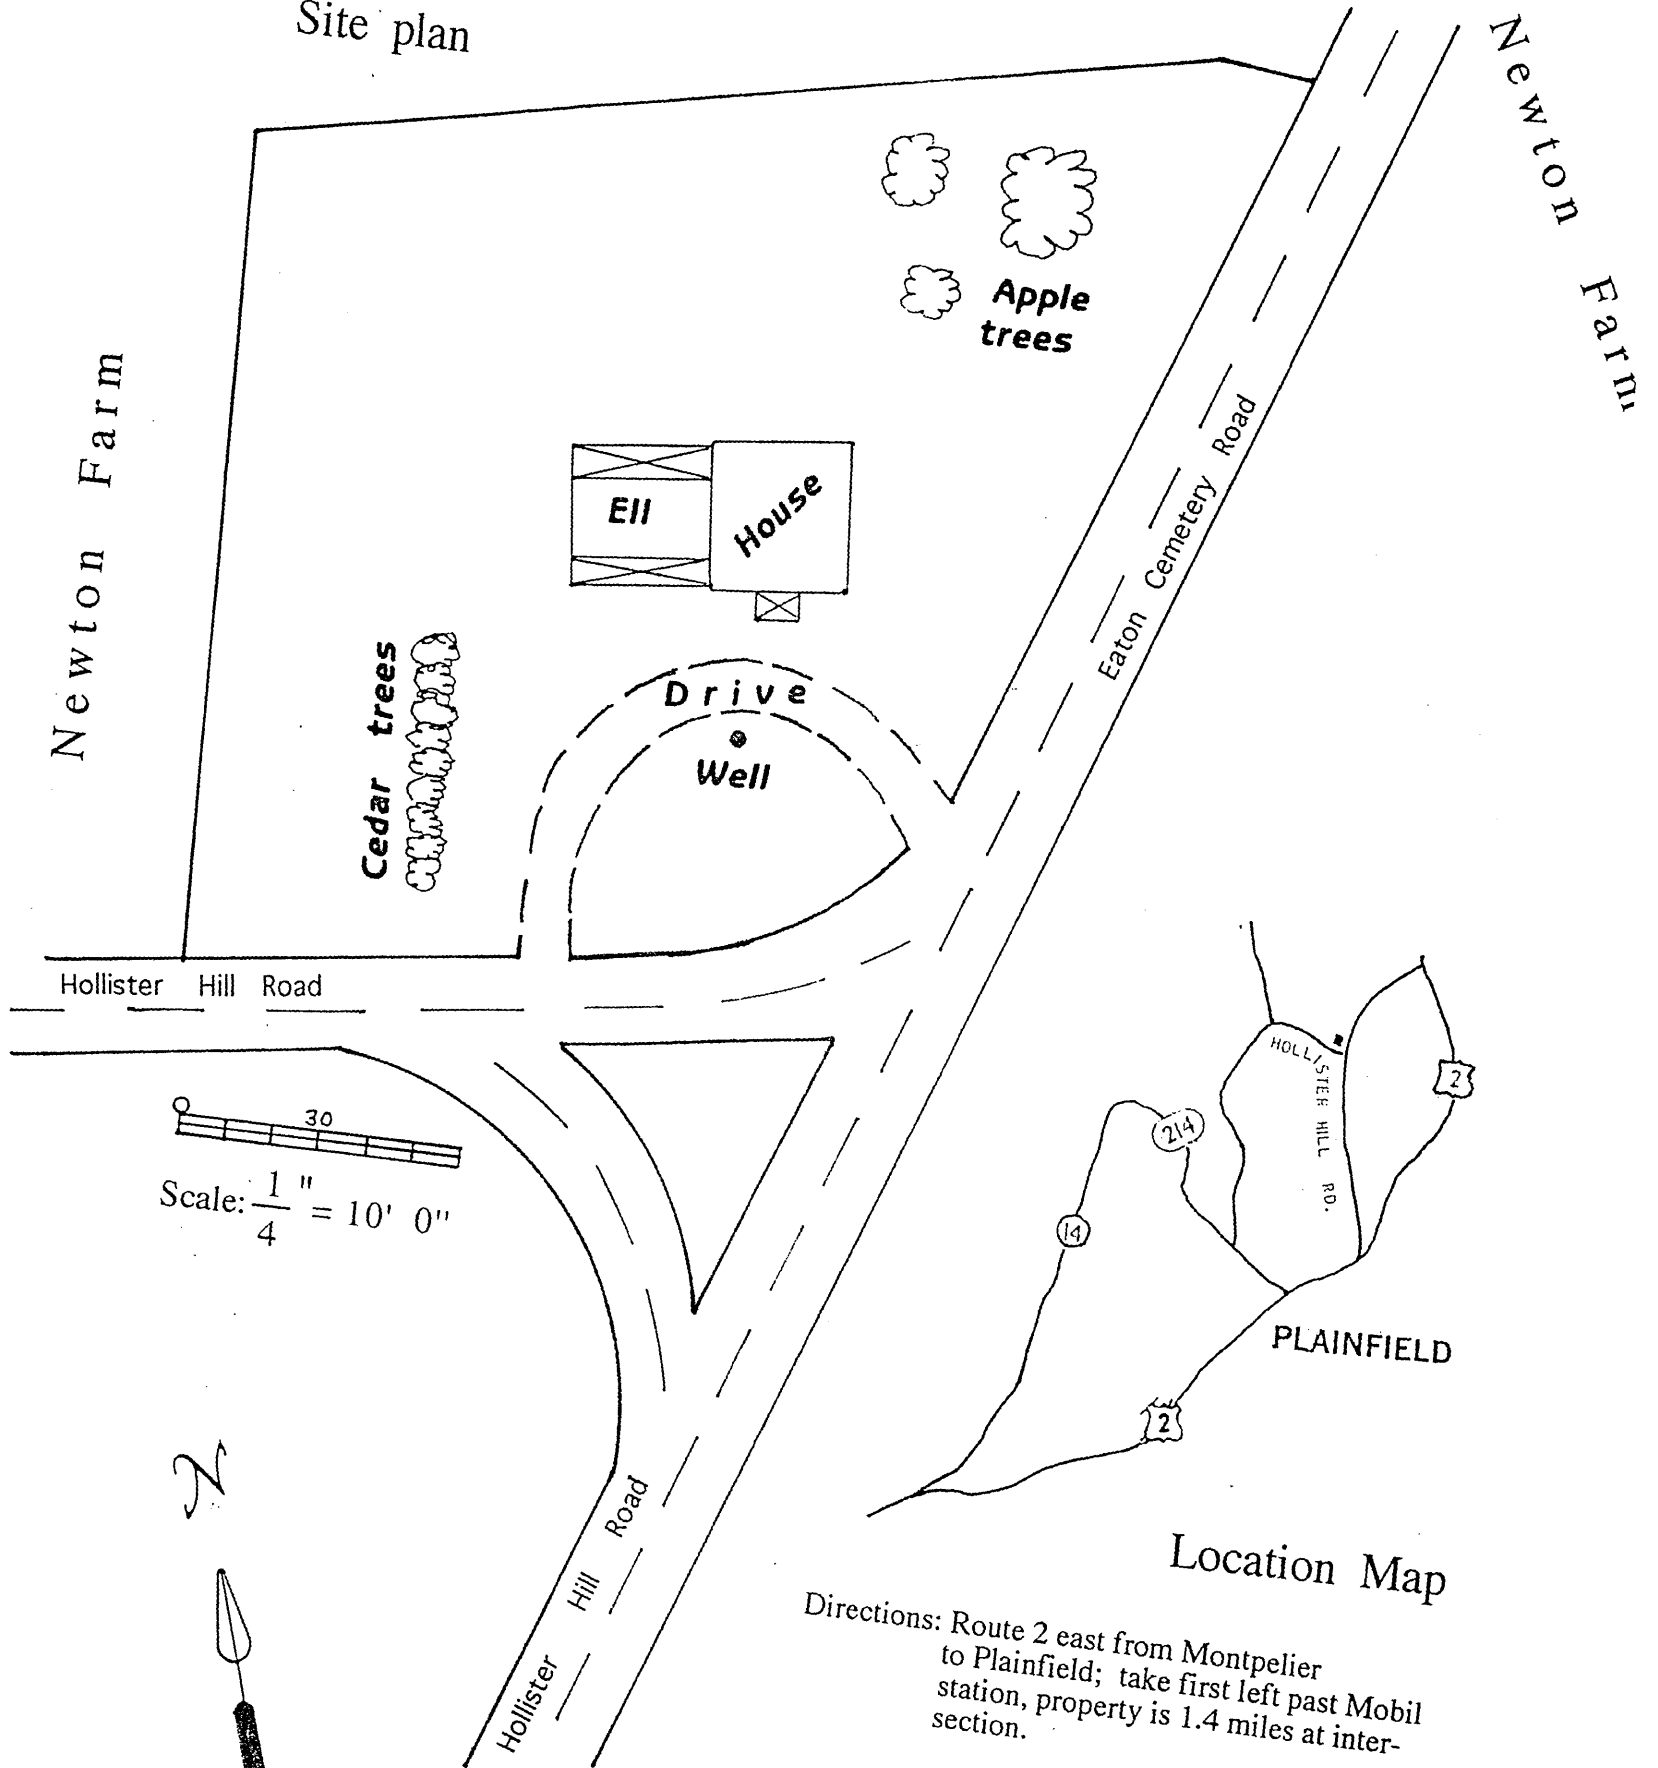 Site plan
Newton Farm
Newton Farm
Apple
trees
Ell
House
Eaton Cemetery Road
Cedar trees
Drive
Well
Hollister Hill Road
30
Scale: 1/4" = 10' 0"
N
Hollister Hill Road
HOLLISTER HILL RD.
2
214
14
PLAINFIELD
2
Location Map
Directions: Route 2 east from Montpelier
to Plainfield; take first left past Mobil
station, property is 1.4 miles at inter-
section.